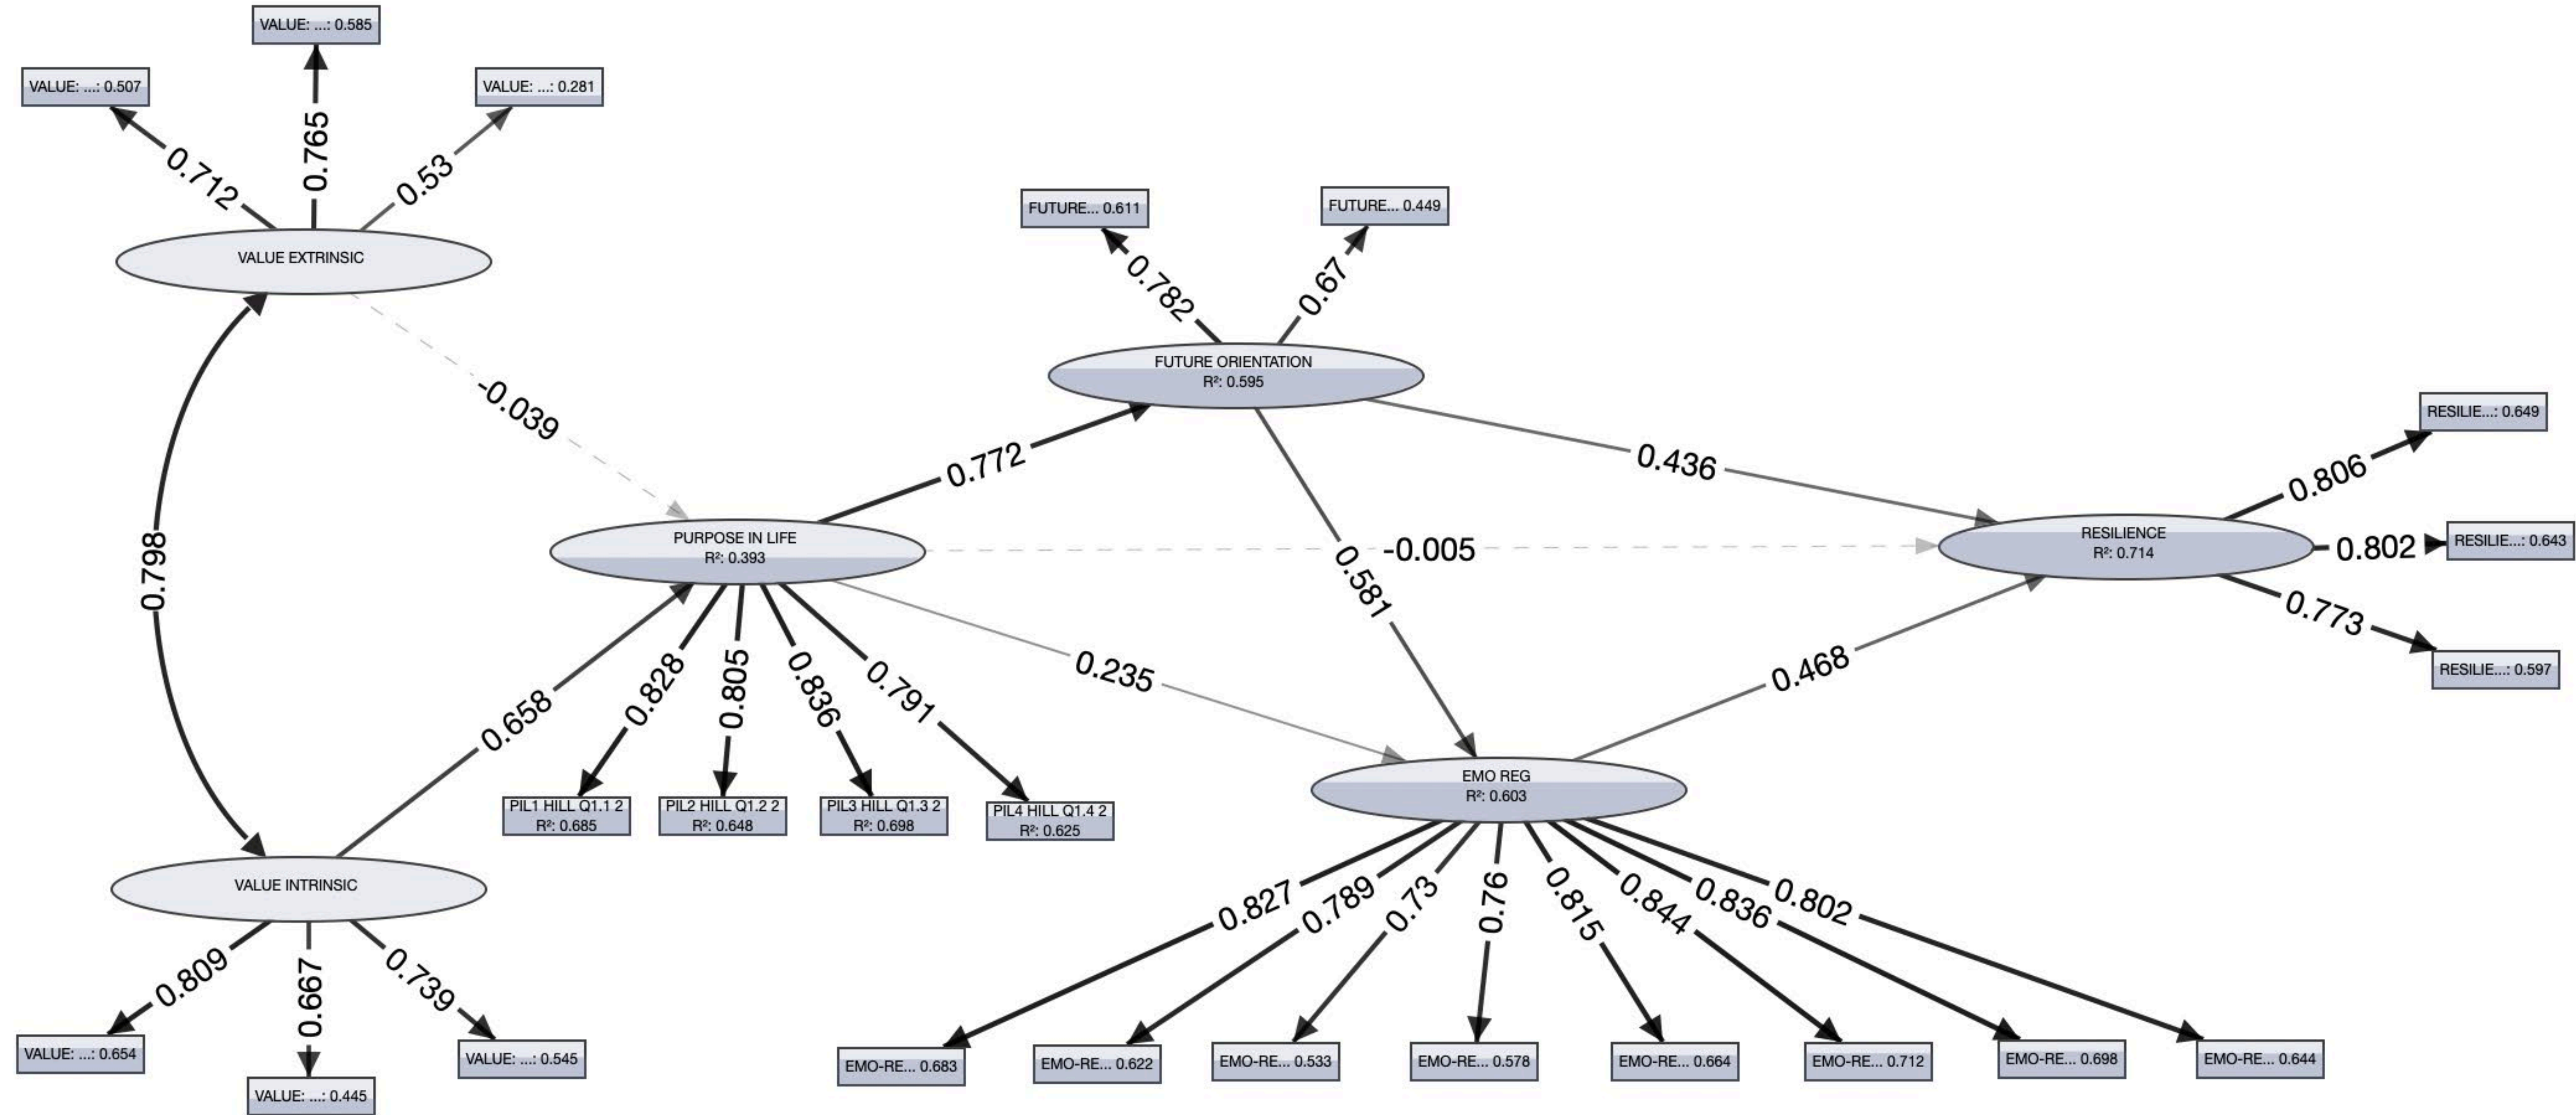 VALUE: ...: 0.585
VALUE: ...: 0.507
VALUE: ...: 0.281
0.712
0.765
0.53
VALUE EXTRINSIC
FUTURE... 0.611
FUTURE... 0.449
0.782
0.67
FUTURE ORIENTATION
R²: 0.595
-0.039
0.772
0.436
RESILIE...: 0.649
0.806
0.798
PURPOSE IN LIFE
R²: 0.393
-0.005
0.581
RESILIENCE
R²: 0.714
0.802
RESILIE...: 0.643
0.773
RESILIE...: 0.597
0.658
0.828
0.805
0.836
0.791
0.235
0.468
PIL1 HILL Q1.1 2
R²: 0.685
PIL2 HILL Q1.2 2
R²: 0.648
PIL3 HILL Q1.3 2
R²: 0.698
PIL4 HILL Q1.4 2
R²: 0.625
EMO REG
R²: 0.603
VALUE INTRINSIC
0.809
0.667
0.739
0.827
0.789
0.73
0.76
0.815
0.844
0.836
0.802
VALUE: ...: 0.654
VALUE: ...: 0.445
VALUE: ...: 0.545
EMO-RE... 0.683
EMO-RE... 0.622
EMO-RE... 0.533
EMO-RE... 0.578
EMO-RE... 0.664
EMO-RE... 0.712
EMO-RE... 0.698
EMO-RE... 0.644